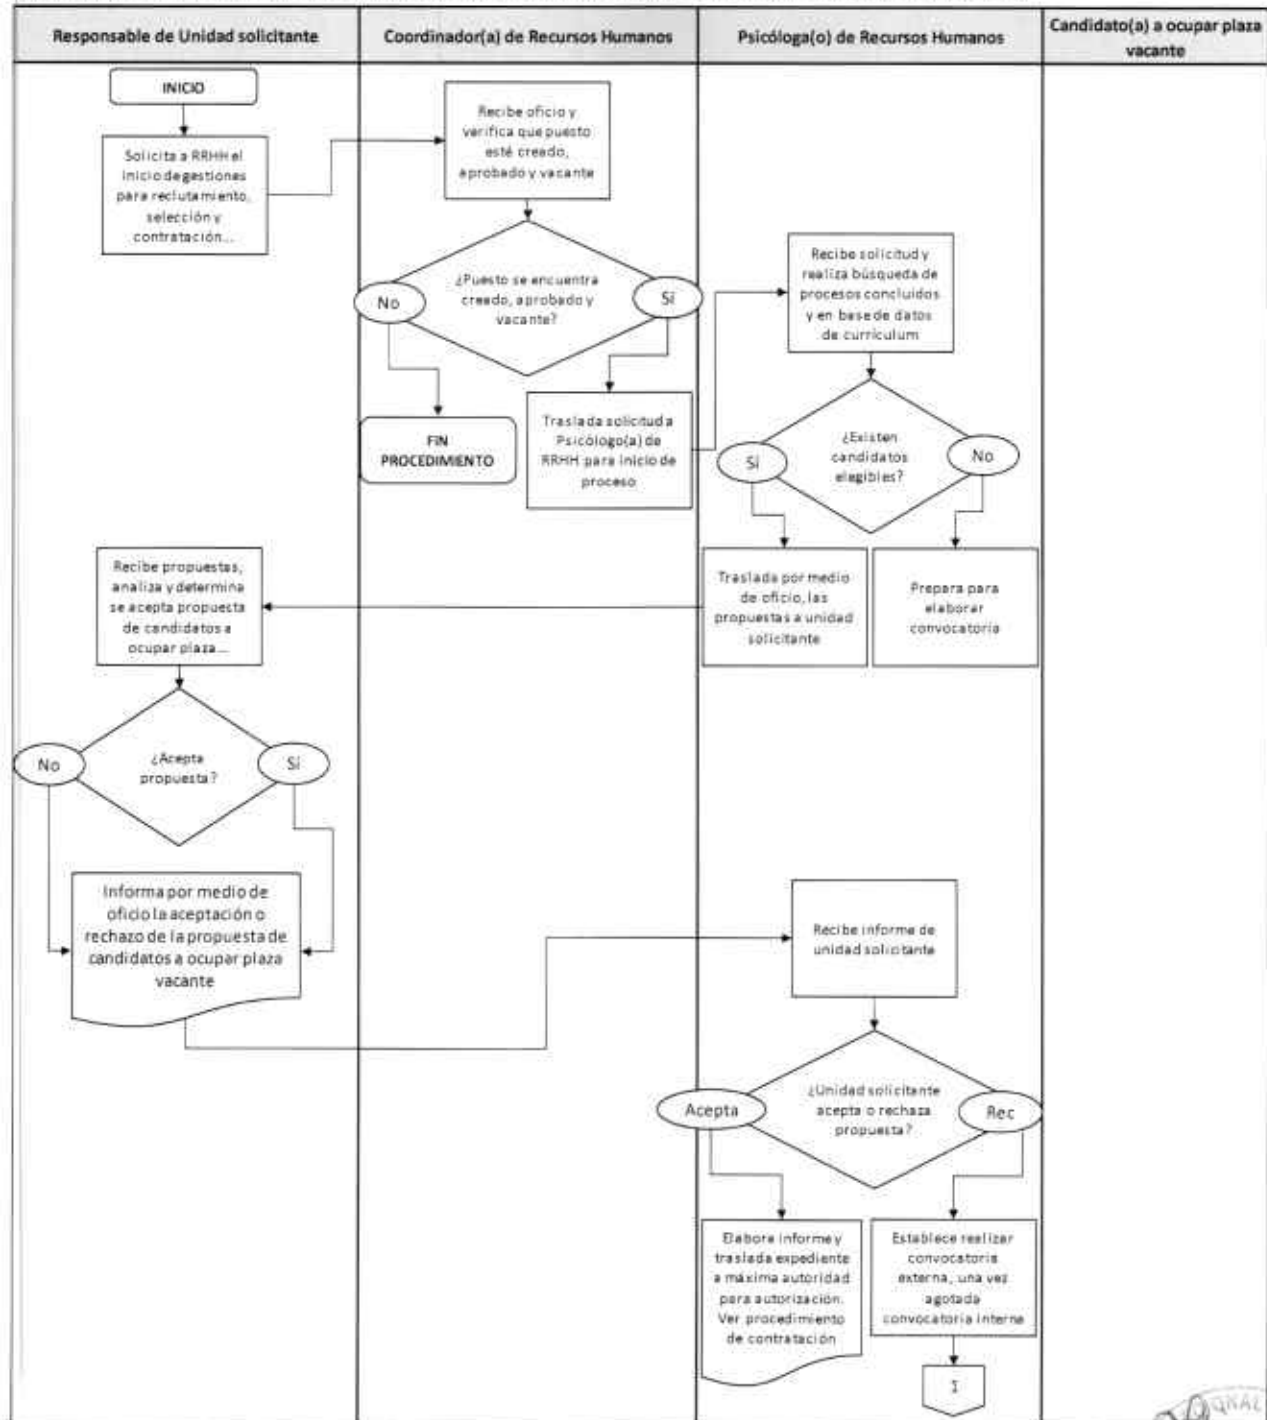 Responsable de Unidad solicitante
Coordinador(a) de Recursos Humanos
Psicóloga(o) de Recursos Humanos
Candidato(a) a ocupar plaza
vacante
INICIO
Solicita a RRHH el
inicio de gestiones
para reclutamiento,
selección y
contratación...
Recibe oficio y
verifica que puesto
esté creado,
aprobado y vacante
¿Puesto se encuentra
creado, aprobado y
vacante?
No
Sí
FIN
PROCEDIMIENTO
Traslada solicitud a
Psicólogo(a) de
RRHH para inicio de
proceso
Recibe solicitud y
realiza búsqueda de
procesos concluidos
y en base de datos
de currículum
¿Existen
candidatos
elegibles?
Sí
No
Traslada por medio
de oficio, las
propuestas a unidad
solicitante
Prepara para
elaborar
convocatoria
Recibe propuestas,
analiza y determina
se acepta propuesta
de candidatos a
ocupar plaza...
¿Acepta
propuesta?
No
Sí
Informa por medio de
oficio la aceptación o
rechazo de la propuesta de
candidatos a ocupar plaza
vacante
Recibe informe de
unidad solicitante
¿Unidad solicitante
acepta o rechaza
propuesta?
Acepta
Rec
Elabora informe y
traslada expediente
a máxima autoridad
para autorización.
Ver procedimiento
de contratación
Establece realizar
convocatoria
externa, una vez
agotada
convocatoria interna
1